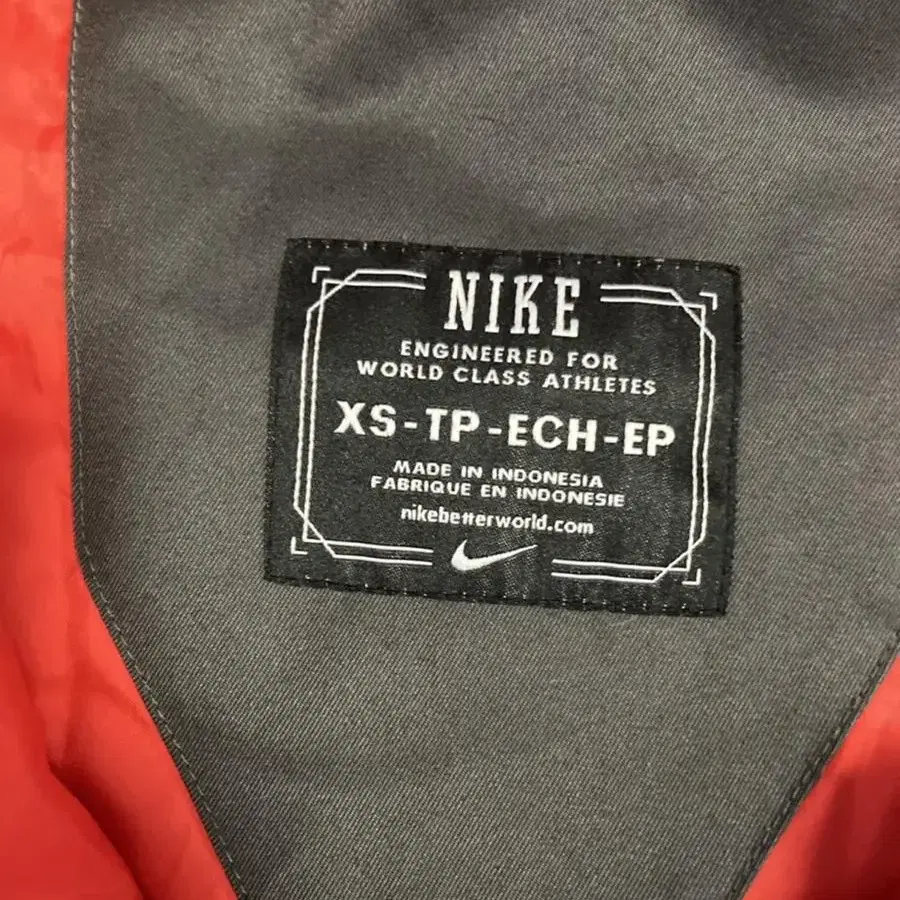 NIKE
ENGINEERED FOR
WORLD CLASS ATHLETES
XS-TP-ECH-EP
MADE IN INDONESIA
FABRIQUE EN INDONESIE
nikebetterworld.com